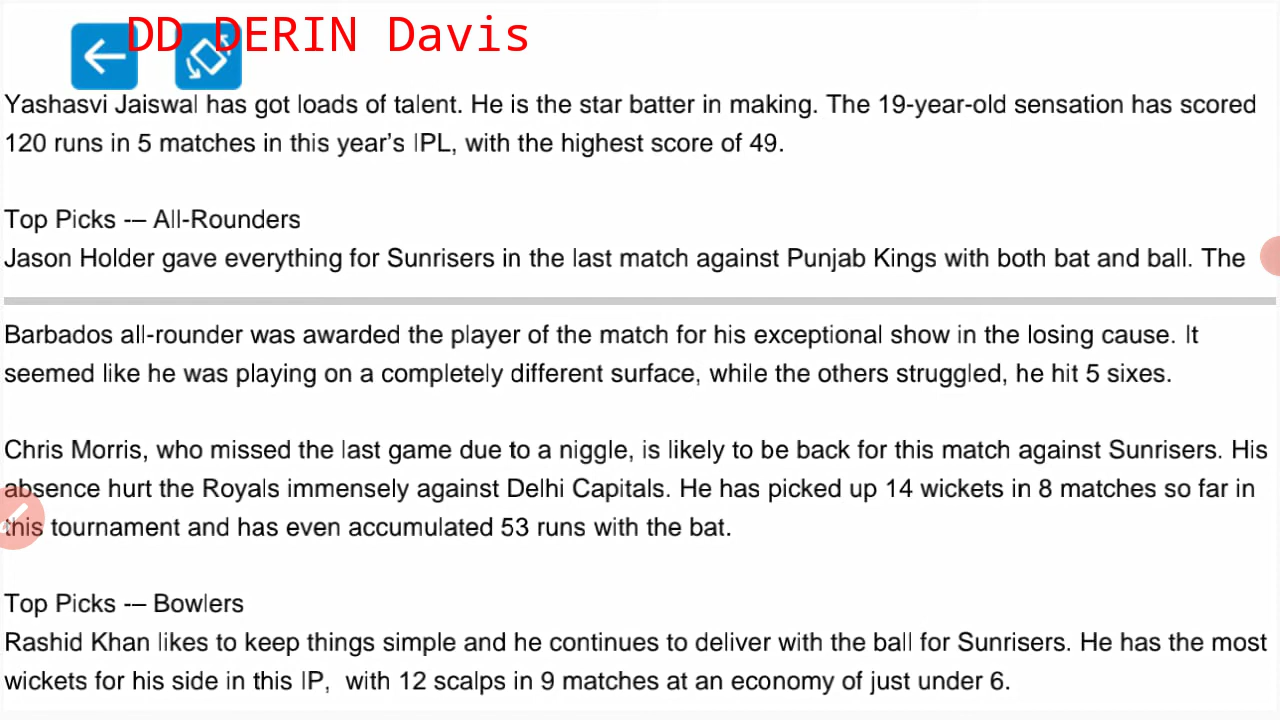 DD DERIN Davis
Yashasvi Jaiswal has got loads of talent. He is the star batter in making. The 19-year-old sensation has scored
120 runs in 5 matches in this year’s IPL, with the highest score of 49.
Top Picks -– All-Rounders
Jason Holder gave everything for Sunrisers in the last match against Punjab Kings with both bat and ball. The
Barbados all-rounder was awarded the player of the match for his exceptional show in the losing cause. It
seemed like he was playing on a completely different surface, while the others struggled, he hit 5 sixes.
Chris Morris, who missed the last game due to a niggle, is likely to be back for this match against Sunrisers. His
absence hurt the Royals immensely against Delhi Capitals. He has picked up 14 wickets in 8 matches so far in
this tournament and has even accumulated 53 runs with the bat.
Top Picks -– Bowlers
Rashid Khan likes to keep things simple and he continues to deliver with the ball for Sunrisers. He has the most
wickets for his side in this IP,  with 12 scalps in 9 matches at an economy of just under 6.